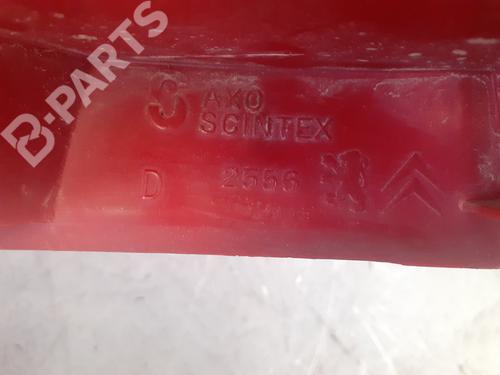 B-PARTS
AXO
SCINTEX
D 2556